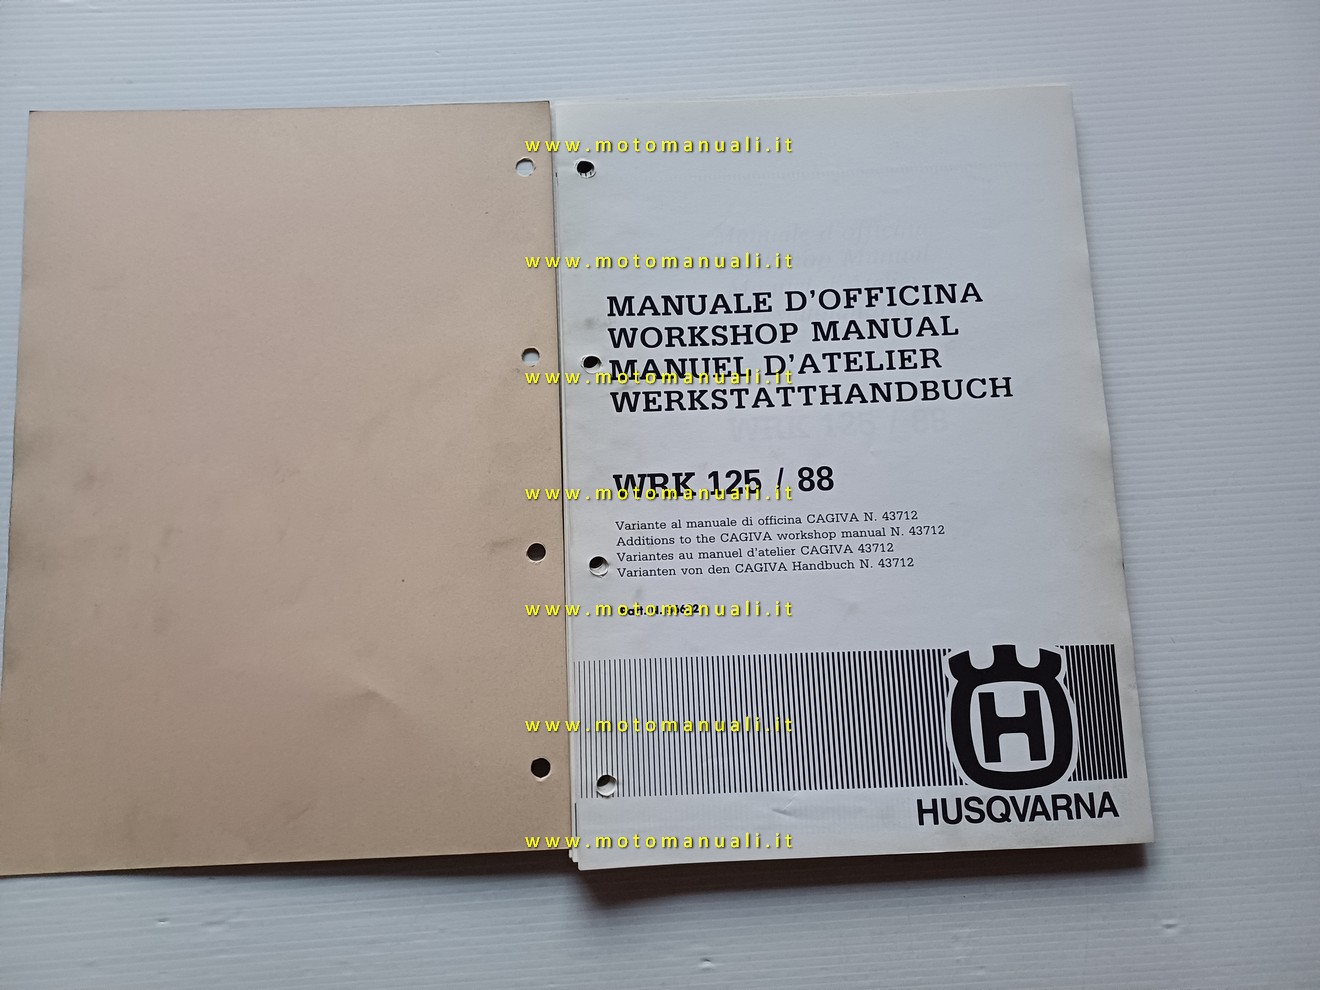 www.motomanuali.it
www.motomanuali.it
MANUALE D'OFFICINA
WORKSHOP MANUAL
MANUEL D'ATELIER
www.motomanuali.it
WERKSTATTHANDBUCH
WRK 125 / 88
www.motomanuali.it
Variante al manuale di officina CAGIVA N. 43712
Additions to the CAGIVA workshop manual N. 43712
Variantes au manuel d'atelier CAGIVA 43712
Varianten von den CAGIVA Handbuch N. 43712
www.motomanuali.it
H
www.motomanuali.it
HUSQVARNA
www.motomanuali.it